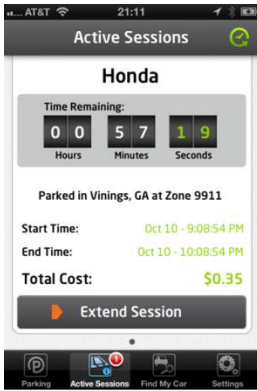 AT&T 21:11
Active Sessions
Honda
Time Remaining:
0 0 5 7 1 9
Hours Minutes Seconds
Parked in Vinings, GA at Zone 9911
Start Time: Oct 10 - 9:08:54 PM
End Time: Oct 10 - 10:08:54 PM
Total Cost: $0.35
Extend Session
P 1
Parking Active Sessions Find My Car Settings